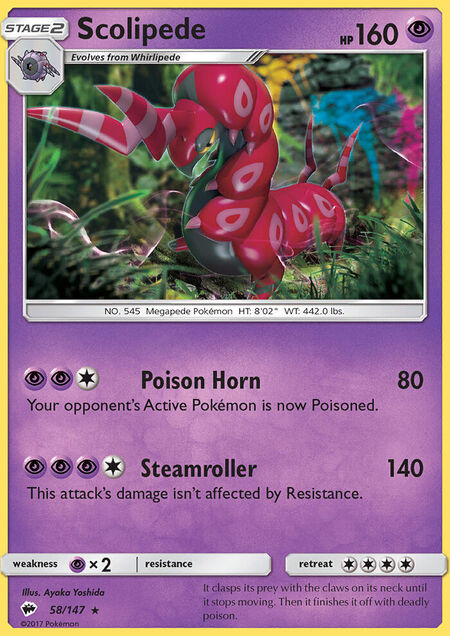 STAGE2
Scolipede
HP 160
Evolves from Whirlipede
NO. 545 Megapede Pokémon HT: 8'02" WT: 442.0 lbs.
Poison Horn 80
Your opponent's Active Pokémon is now Poisoned.
Steamroller 140
This attack's damage isn't affected by Resistance.
weakness ×2 resistance retreat
Illus. Ayaka Yoshida
58/147 ★
©2017 Pokémon
It clasps its prey with the claws on its neck until
it stops moving. Then it finishes it off with deadly
poison.